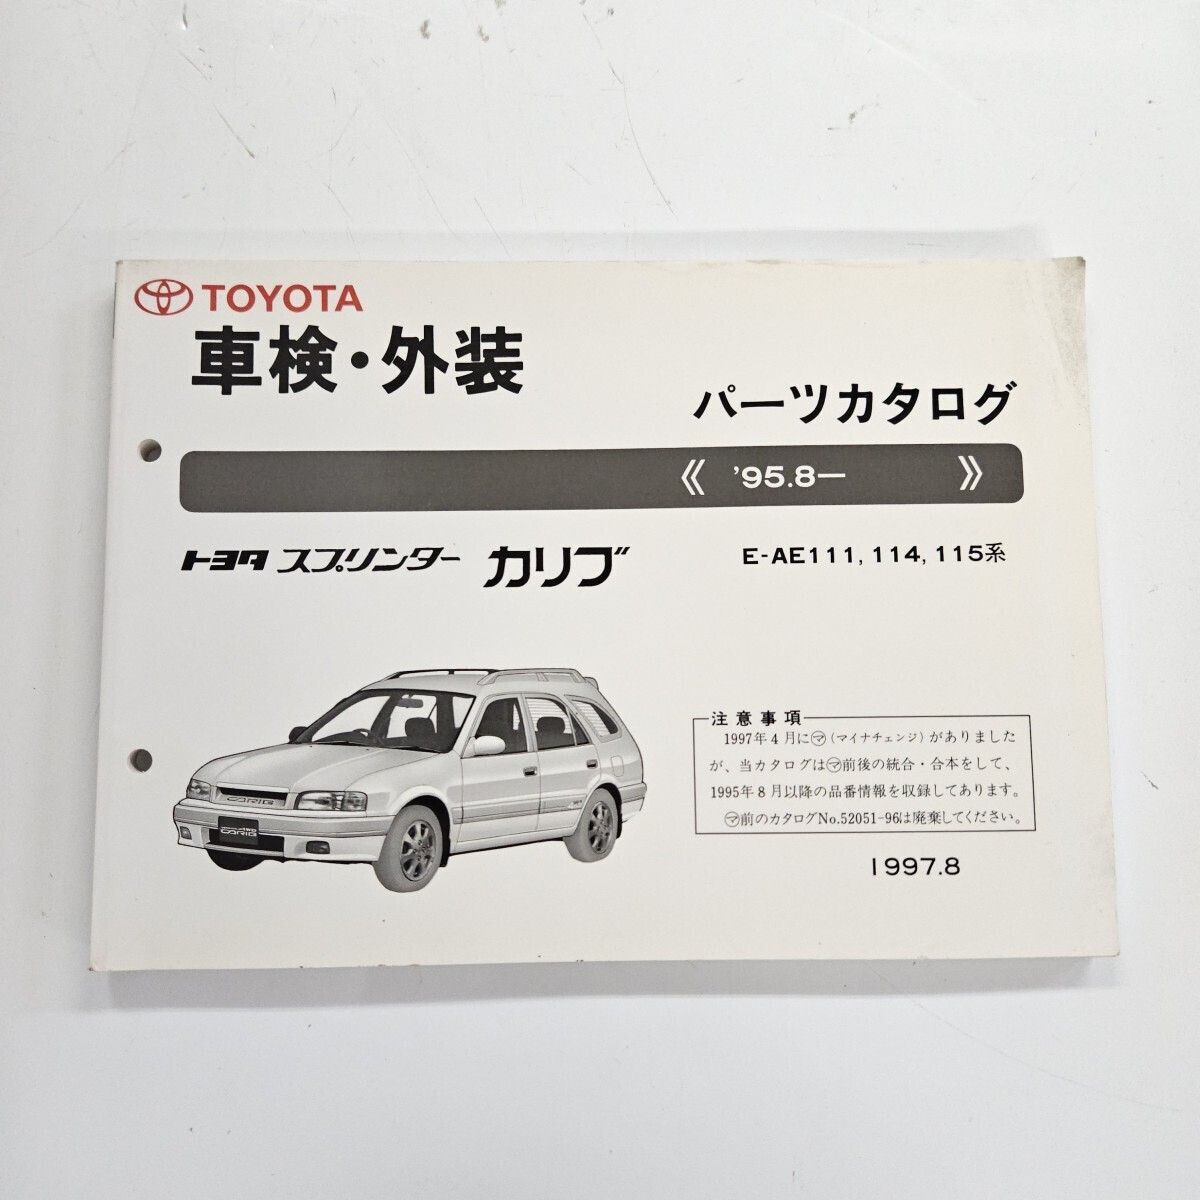 TOYOTA
車検・外装
パーツカタログ
《 '95.8ー 》
トヨタ スプリンター カリブ
E-AE111, 114, 115系
注意事項
1997年4月に㋮(マイナチェンジ)がありました
が、当カタログは㋮前後の統合・合本をして、
1995年8月以降の品番情報を収録してあります。
㋮前のカタログNo.52051-96は廃棄してください。
1997.8
CARIB
CARIB